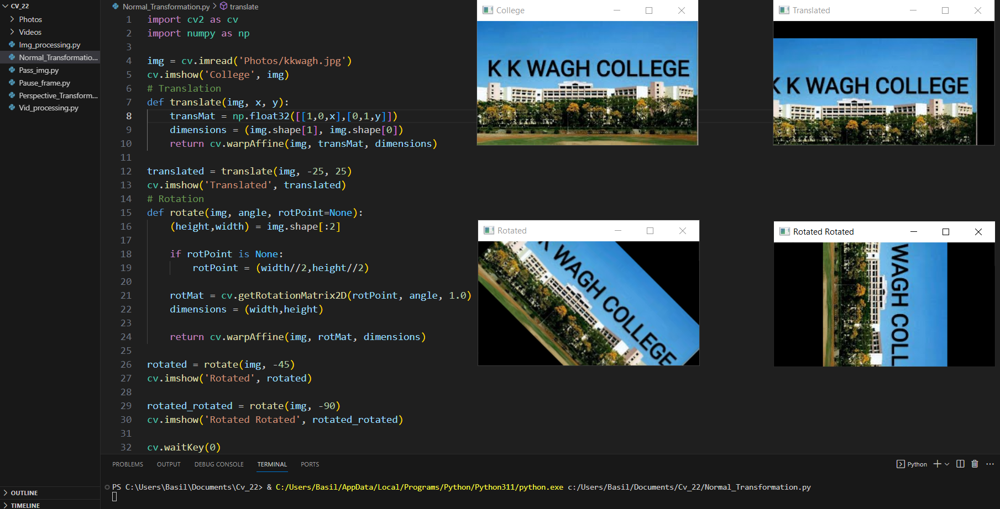 CV_22
Photos
Videos
Img_processing.py
Normal_Transformatio...
Pass_img.py
Pause_frame.py
Perspective_Transform...
Vid_processing.py
OUTLINE
TIMELINE
Normal_Transformation.py > translate
1 import cv2 as cv
2 import numpy as np
3
4 img = cv.imread('Photos/kkwagh.jpg')
5 cv.imshow('College', img)
6 # Translation
7 def translate(img, x, y):
8     transMat = np.float32([[1,0,x],[0,1,y]])
9     dimensions = (img.shape[1], img.shape[0])
10     return cv.warpAffine(img, transMat, dimensions)
11
12 translated = translate(img, -25, 25)
13 cv.imshow('Translated', translated)
14 # Rotation
15 def rotate(img, angle, rotPoint=None):
16     (height,width) = img.shape[:2]
17
18     if rotPoint is None:
19         rotPoint = (width//2,height//2)
20
21     rotMat = cv.getRotationMatrix2D(rotPoint, angle, 1.0)
22     dimensions = (width,height)
23
24     return cv.warpAffine(img, rotMat, dimensions)
25
26 rotated = rotate(img, -45)
27 cv.imshow('Rotated', rotated)
28
29 rotated_rotated = rotate(img, -90)
30 cv.imshow('Rotated Rotated', rotated_rotated)
31
32 cv.waitKey(0)
College
K K WAGH COLLEGE
Translated
K K WAGH COLLEGE
Rotated
K WAGH COLLEGE
Rotated Rotated
WAGH COLL
PROBLEMS OUTPUT DEBUG CONSOLE TERMINAL PORTS
Python
PS C:\Users\Basil\Documents\Cv_22> & C:/Users/Basil/AppData/Local/Programs/Python/Python311/python.exe c:/Users/Basil/Documents/Cv_22/Normal_Transformation.py